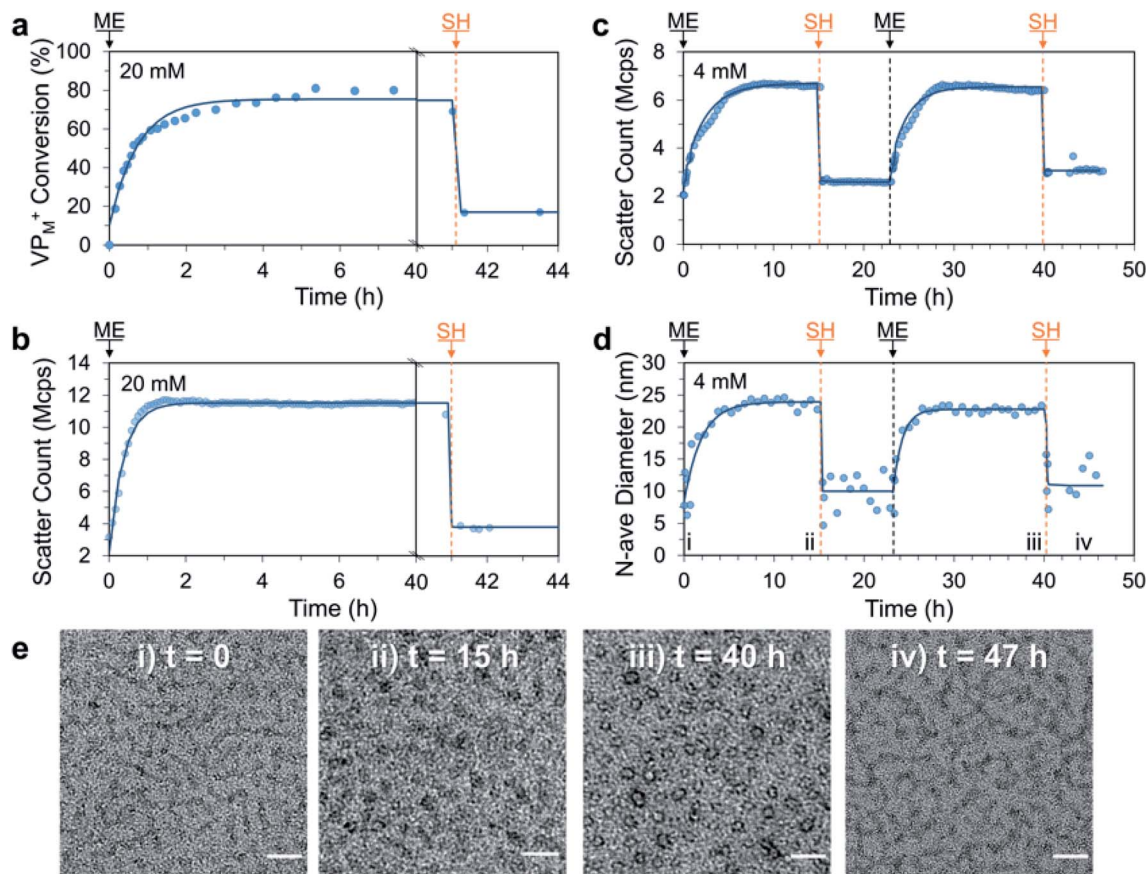 a
ME
SH
20 mM
VP_M^+ Conversion (%)
100
80
60
40
20
0
0 2 4 6 40 42 44
Time (h)
b
ME
SH
20 mM
Scatter Count (Mcps)
14
12
10
8
6
4
2
0 2 4 6 40 42 44
Time (h)
c
ME
SH
ME
SH
4 mM
Scatter Count (Mcps)
8
6
4
2
0
0 10 20 30 40 50
Time (h)
d
ME
SH
ME
SH
4 mM
N-ave Diameter (nm)
30
25
20
15
10
5
0
i ii iii iv
0 10 20 30 40 50
Time (h)
e
i) t = 0
ii) t = 15 h
iii) t = 40 h
iv) t = 47 h